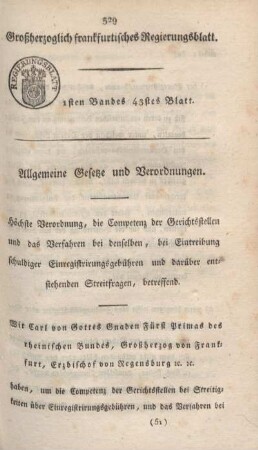 529
Großherzoglich frankfurtisches Regierungsblatt.
REGIERUNGSBLATT
1sten Bandes 43stes Blatt.
Allgemeine Gesetze und Verordnungen.
Höchste Verordnung, die Competenz der Gerichtsstellen
und das Verfahren bei denselben, bei Eintreibung
schuldiger Einregistrirungsgebühren und darüber ent-
stehenden Streitfragen, betreffend.
Wir Carl von Gottes Gnaden Fürst Primas des
rheinischen Bundes, Großherzog von Frank-
furt, Erzbischof von Regensburg ꝛc. ꝛc.
haben, um die Competenz der Gerichtsstellen bei Streitig-
keiten über Einregistrirungsgebühren, und das Verfahren bei
(51)